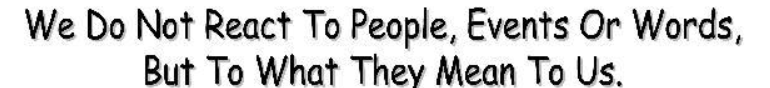 We Do Not React To People, Events Or Words,
But To What They Mean To Us.